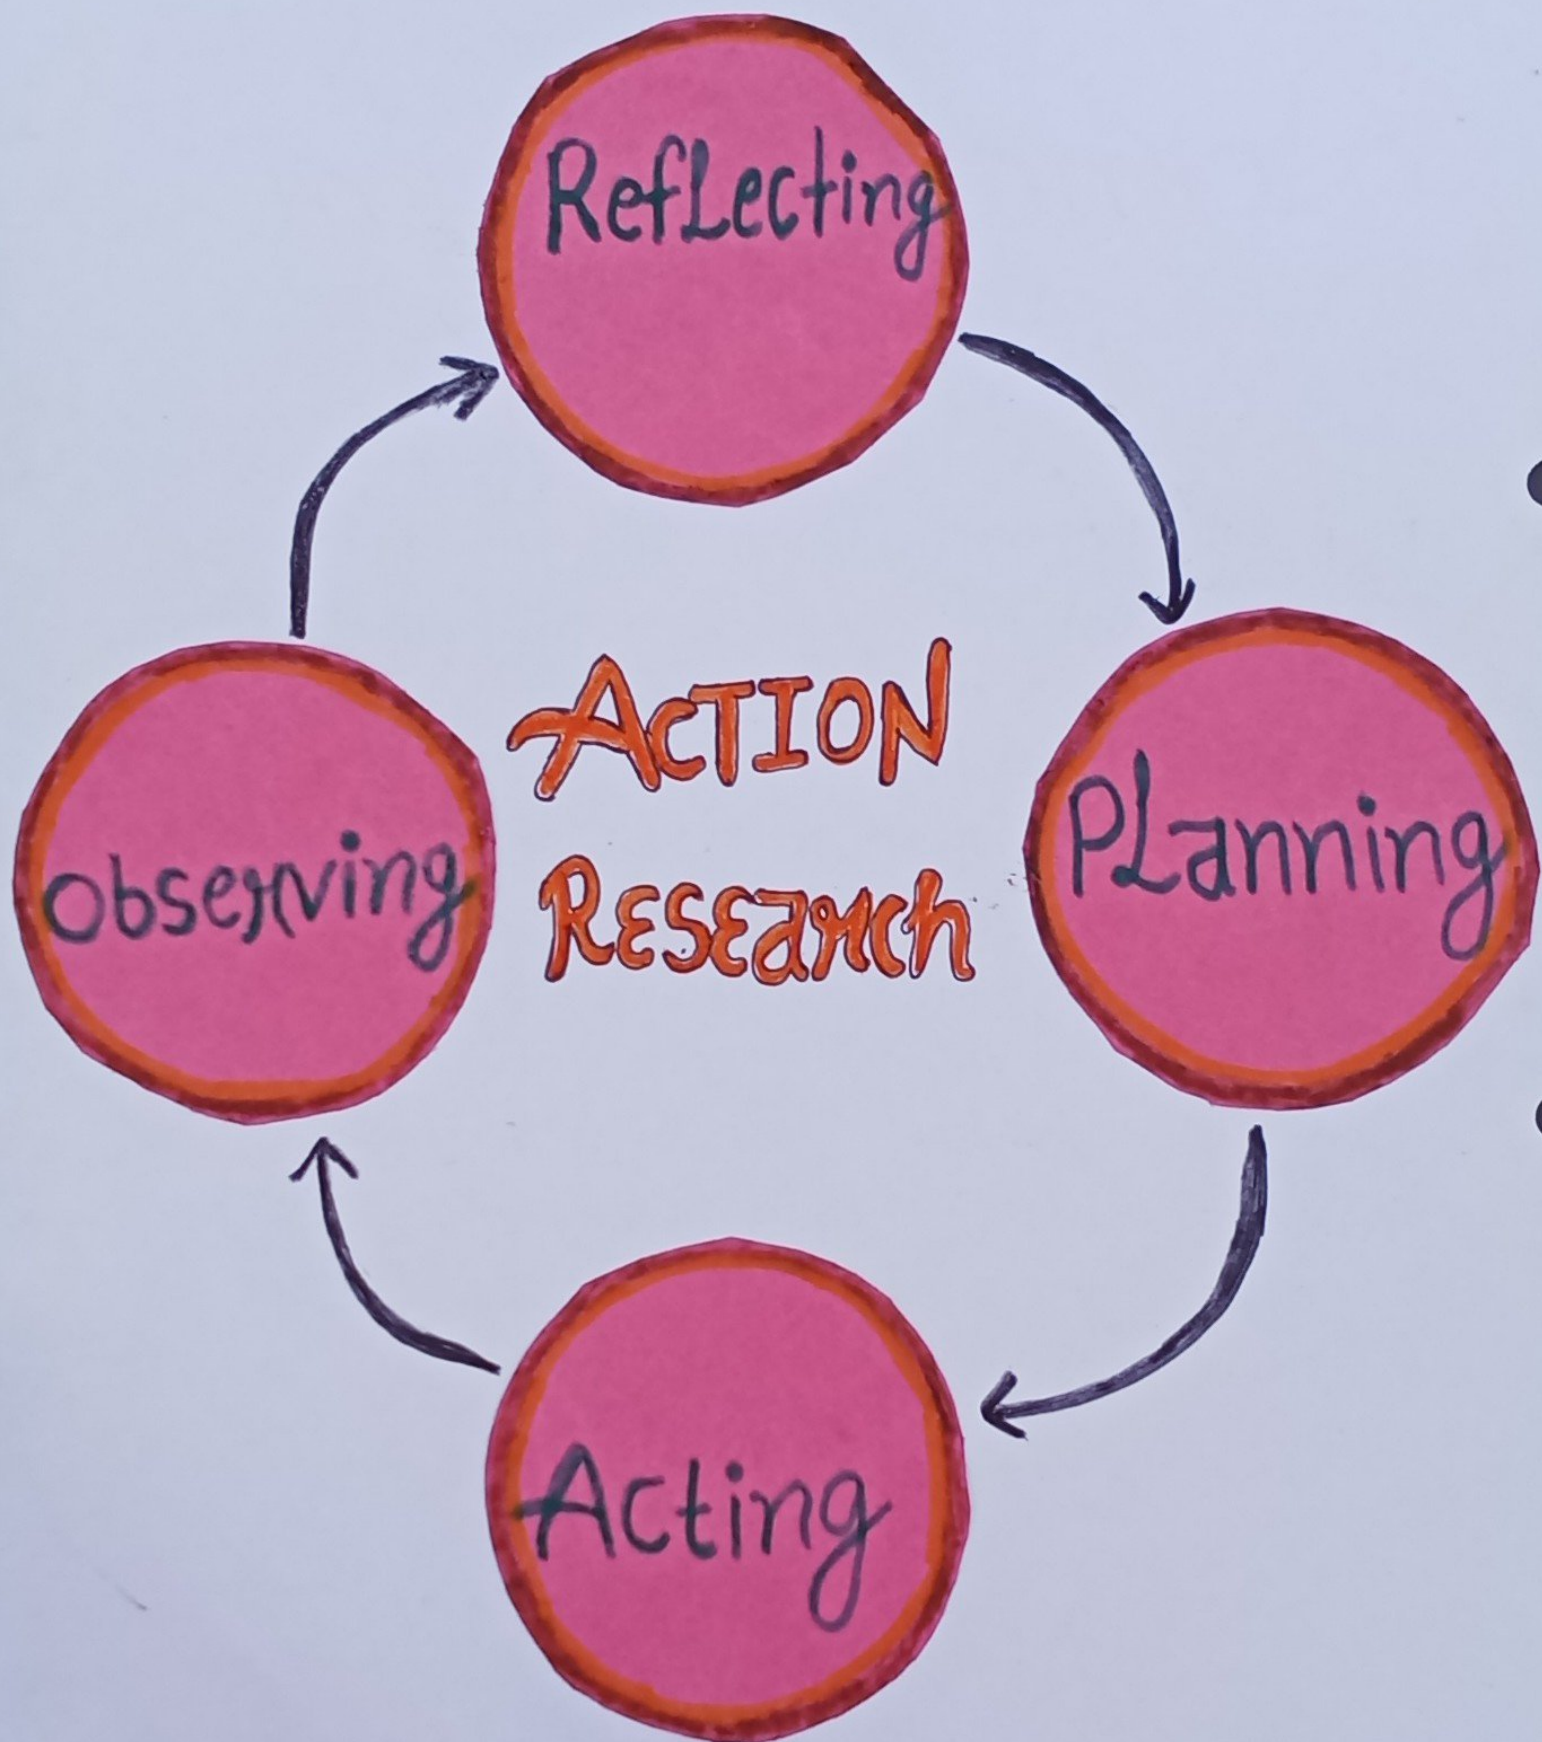 Reflecting
ACTION
RESEARCH
Observing
Planning
Acting